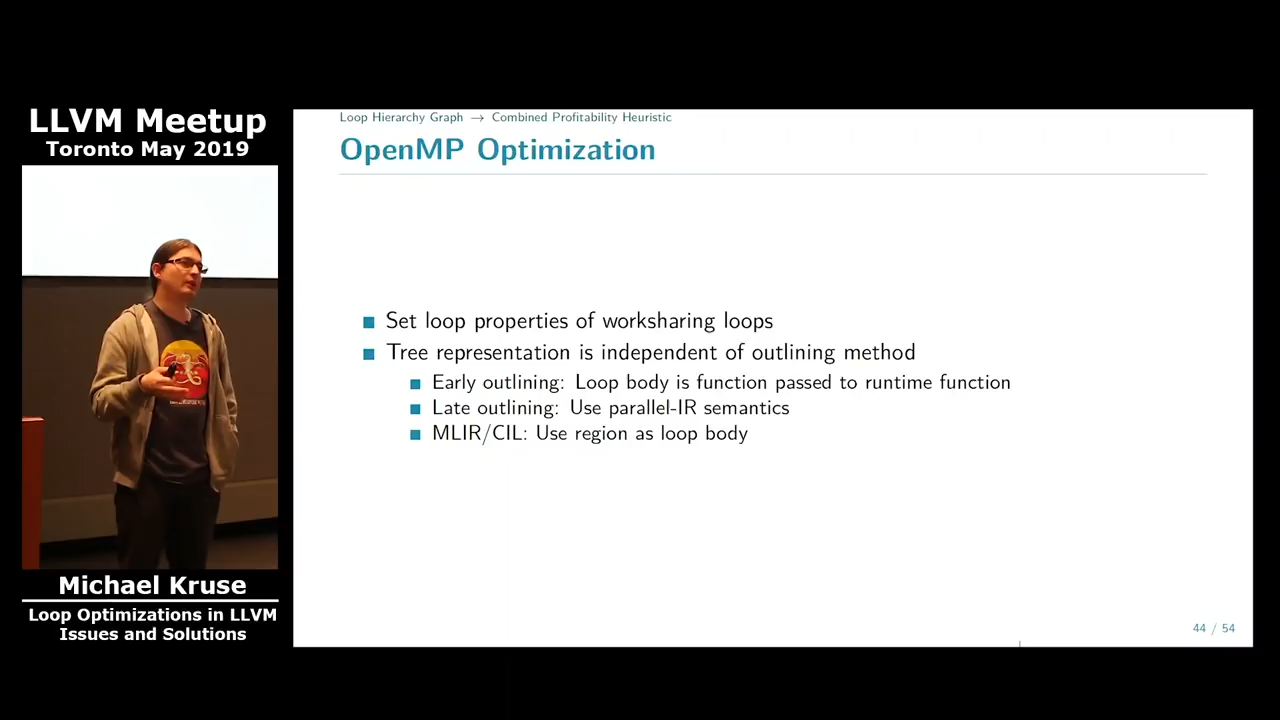 LLVM Meetup
Toronto May 2019
Michael Kruse
Loop Optimizations in LLVM
Issues and Solutions
Loop Hierarchy Graph → Combined Profitability Heuristic
OpenMP Optimization
Set loop properties of worksharing loops
Tree representation is independent of outlining method
Early outlining: Loop body is function passed to runtime function
Late outlining: Use parallel-IR semantics
MLIR/CIL: Use region as loop body
44 / 54